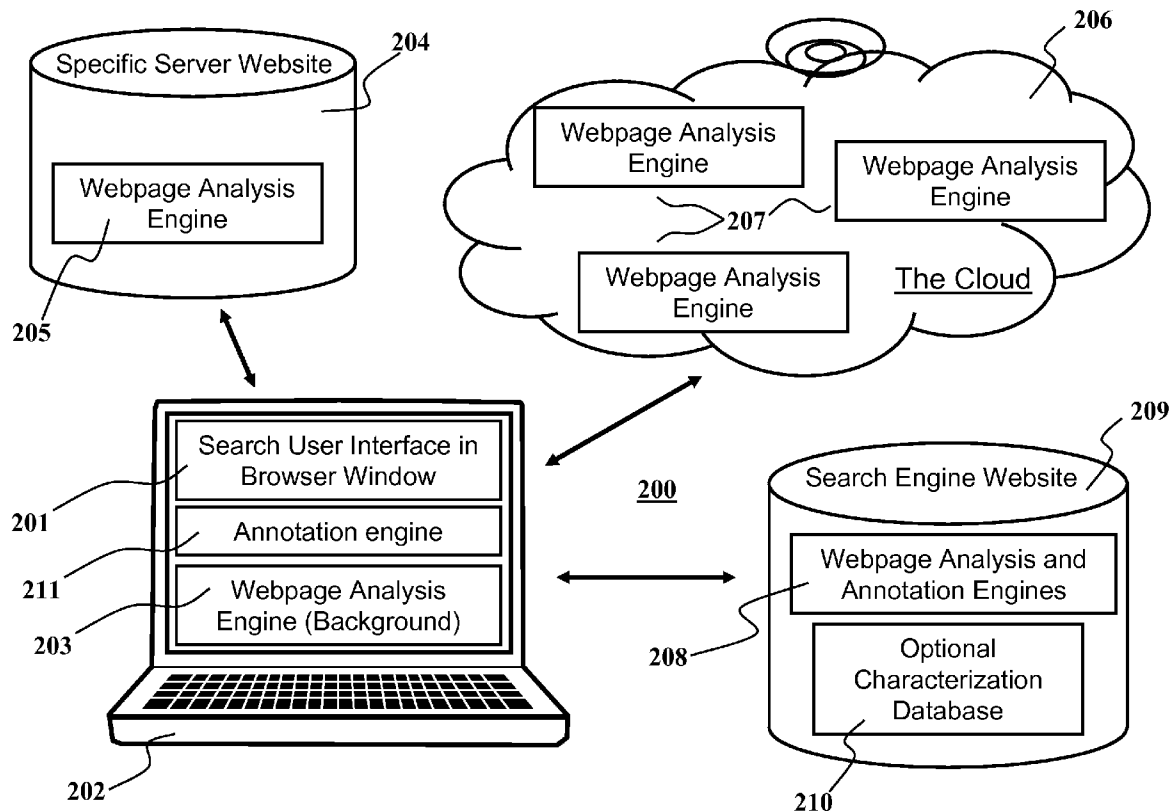 Specific Server Website
204
Webpage Analysis
Engine
205
206
Webpage Analysis
Engine
Webpage Analysis
Engine
207
Webpage Analysis
Engine
The Cloud
Search User Interface in
Browser Window
201
Annotation engine
211
Webpage Analysis
Engine (Background)
203
202
200
209
Search Engine Website
Webpage Analysis and
Annotation Engines
208
Optional
Characterization
Database
210